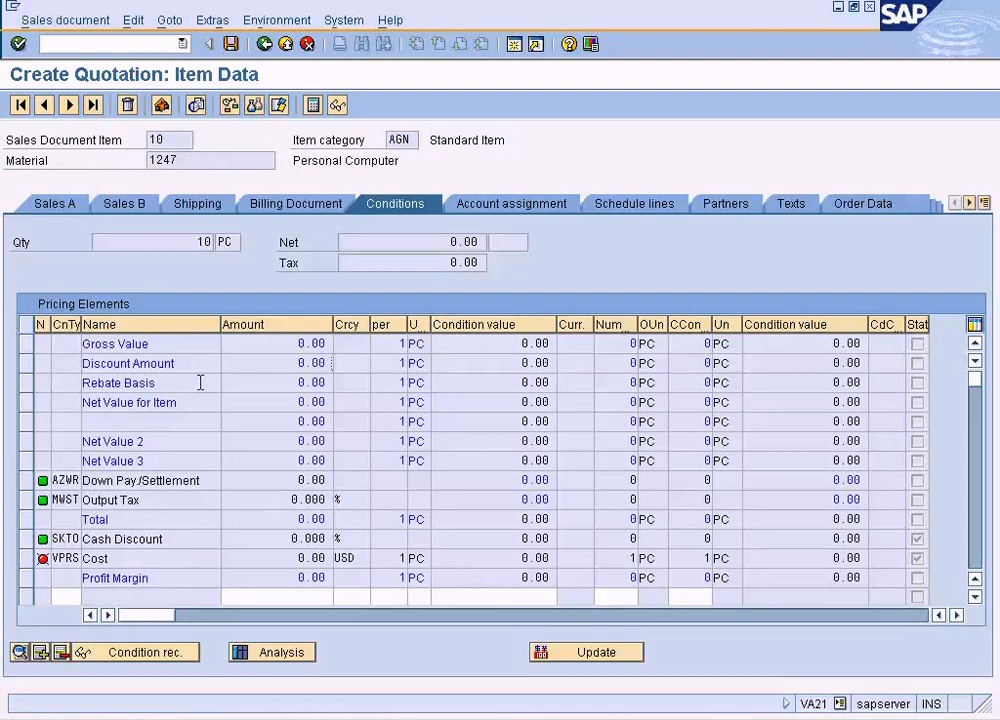 Sales document Edit Goto Extras Environment System Help
SAP
Create Quotation: Item Data
Sales Document Item 10 Item category AGN Standard Item
Material 1247 Personal Computer
Sales A Sales B Shipping Billing Document Conditions Account assignment Schedule lines Partners Texts Order Data
Qty 10 PC Net 0.00
Tax 0.00
Pricing Elements
N CnTy Name Amount Crcy per U... Condition value Curr. Num... OUn CCon... Un Condition value CdC... Stat
Gross Value 0.00 1 PC 0.00 0 PC 0 PC 0.00
Discount Amount 0.00 1 PC 0.00 0 PC 0 PC 0.00
Rebate Basis 0.00 1 PC 0.00 0 PC 0 PC 0.00
Net Value for Item 0.00 1 PC 0.00 0 PC 0 PC 0.00
0.00 1 PC 0.00 0 PC 0 PC 0.00
Net Value 2 0.00 1 PC 0.00 0 PC 0 PC 0.00
Net Value 3 0.00 1 PC 0.00 0 PC 0 PC 0.00
AZWR Down Pay./Settlement 0.00 0.00 0 0 0.00
MWST Output Tax 0.000 % 0.00 0 0 0.00
Total 0.00 1 PC 0.00 0 PC 0 PC 0.00
SKTO Cash Discount 0.000 % 0.00 0 0 0.00
VPRS Cost 0.00 USD 1 PC 0.00 1 PC 1 PC 0.00
Profit Margin 0.00 1 PC 0.00 0 PC 0 PC 0.00
Condition rec. Analysis Update
VA21 sapserver INS